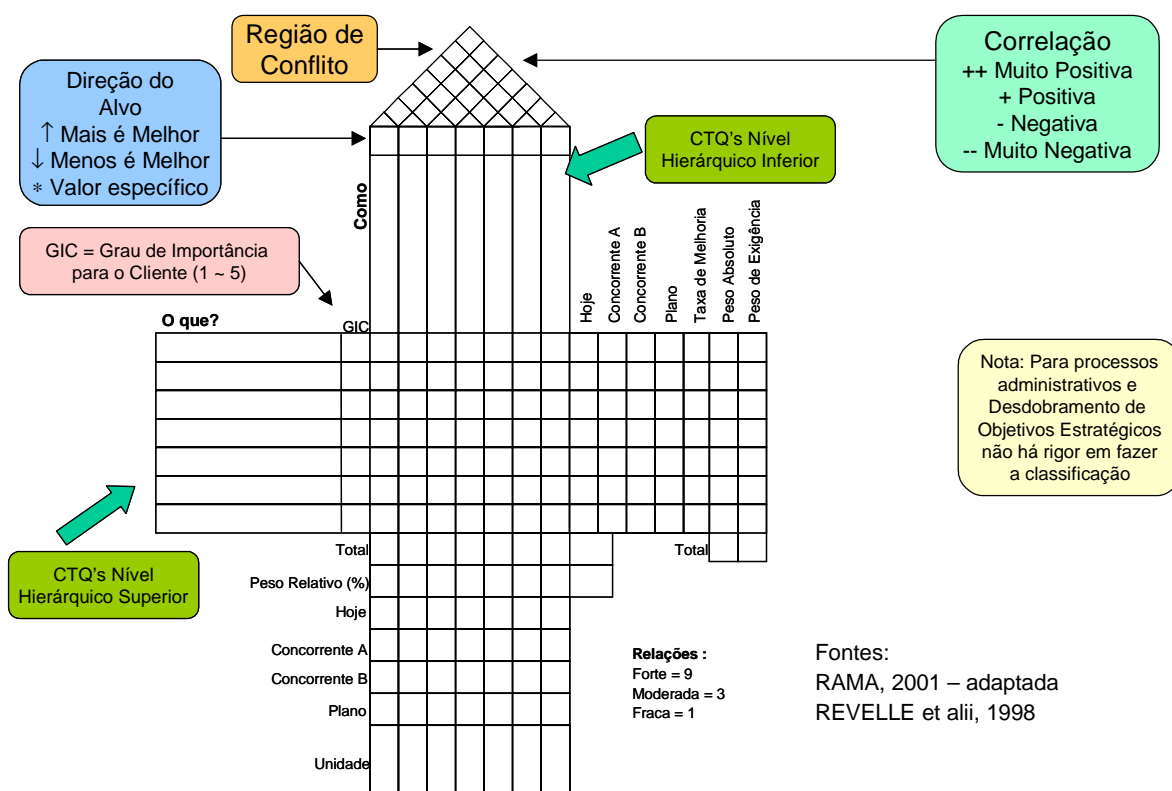 Região de
Conflito
Correlação
++ Muito Positiva
+ Positiva
- Negativa
-- Muito Negativa
Direção do
Alvo
↑ Mais é Melhor
↓ Menos é Melhor
* Valor específico
CTQ's Nível
Hierárquico Inferior
Como
GIC = Grau de Importância
para o Cliente (1 ~ 5)
Hoje
Concorrente A
Concorrente B
Plano
Taxa de Melhoria
Peso Absoluto
Peso de Exigência
O que?
GIC
Nota: Para processos
administrativos e
Desdobramento de
Objetivos Estratégicos
não há rigor em fazer
a classificação
CTQ's Nível
Hierárquico Superior
Total
Total
Peso Relativo (%)
Hoje
Concorrente A
Concorrente B
Plano
Unidade
Relações :
Forte = 9
Moderada = 3
Fraca = 1
Fontes:
RAMA, 2001 – adaptada
REVELLE et alii, 1998